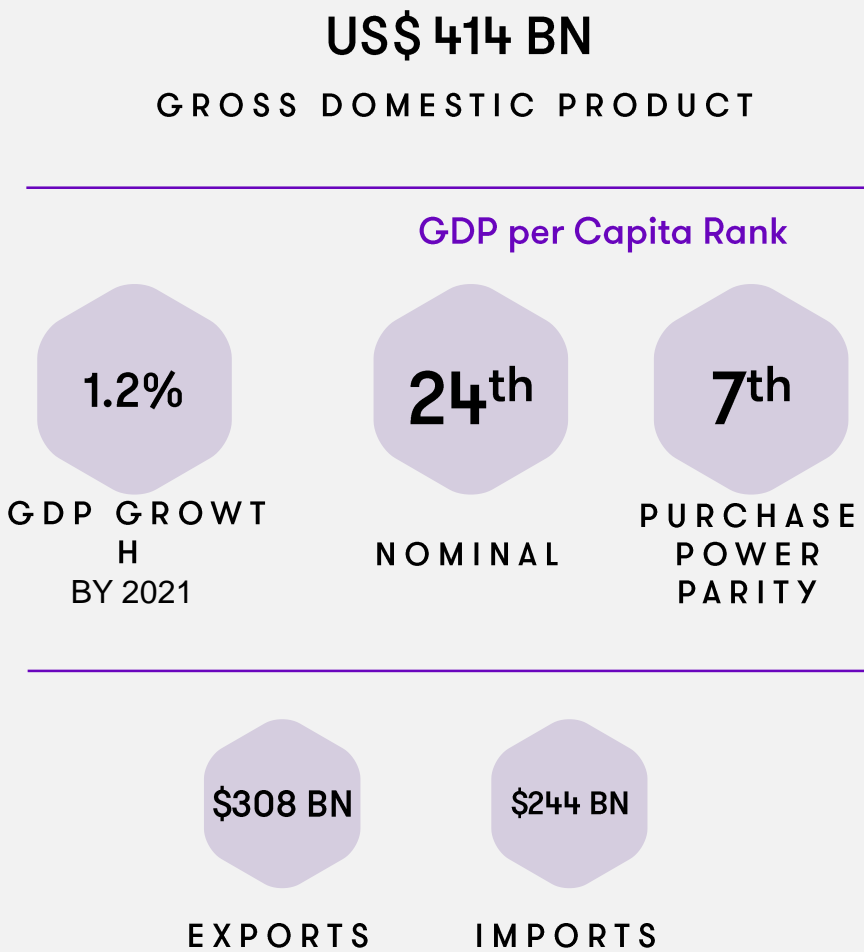 US$ 414 BN
GROSS DOMESTIC PRODUCT
GDP per Capita Rank
1.2%
24th
7th
GDP GROWT
H
BY 2021
NOMINAL
PURCHASE
POWER
PARITY
$308 BN
$244 BN
EXPORTS
IMPORTS